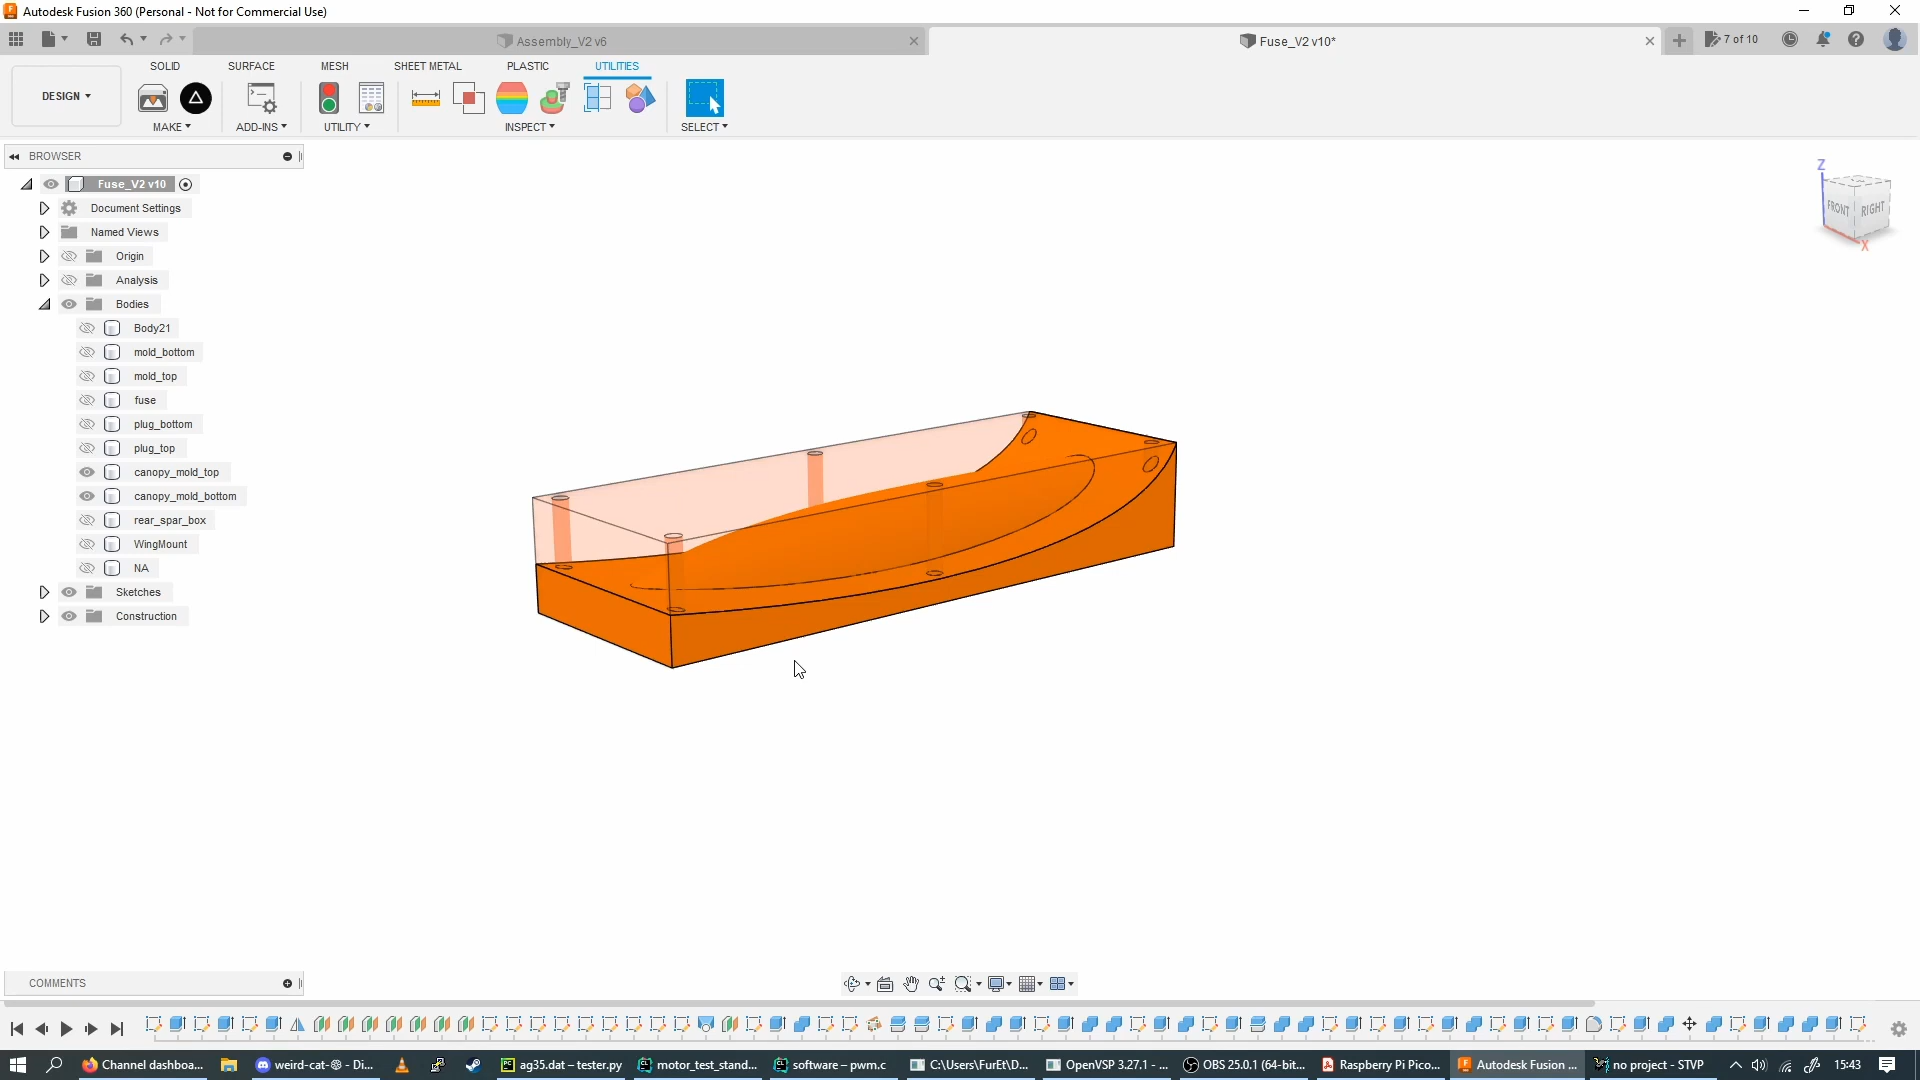 Autodesk Fusion 360 (Personal - Not for Commercial Use)
Assembly_V2 v6
Fuse_V2 v10*
7 of 10
SOLID
SURFACE
MESH
SHEET METAL
PLASTIC
UTILITIES
DESIGN
MAKE
ADD-INS
UTILITY
INSPECT
SELECT
BROWSER
Fuse_V2 v10
Document Settings
Named Views
Origin
Analysis
Bodies
Body21
mold_bottom
mold_top
fuse
plug_bottom
plug_top
canopy_mold_top
canopy_mold_bottom
rear_spar_box
WingMount
NA
Sketches
Construction
Z
FRONT
RIGHT
X
COMMENTS
Channel dashboa...
weird-cat- - Di...
ag35.dat – tester.py
motor_test_stand...
software – pwm.c
C:\Users\FurEt\D...
OpenVSP 3.27.1 - ...
OBS 25.0.1 (64-bit...
Raspberry Pi Pico...
Autodesk Fusion ...
no project - STVP
15:43